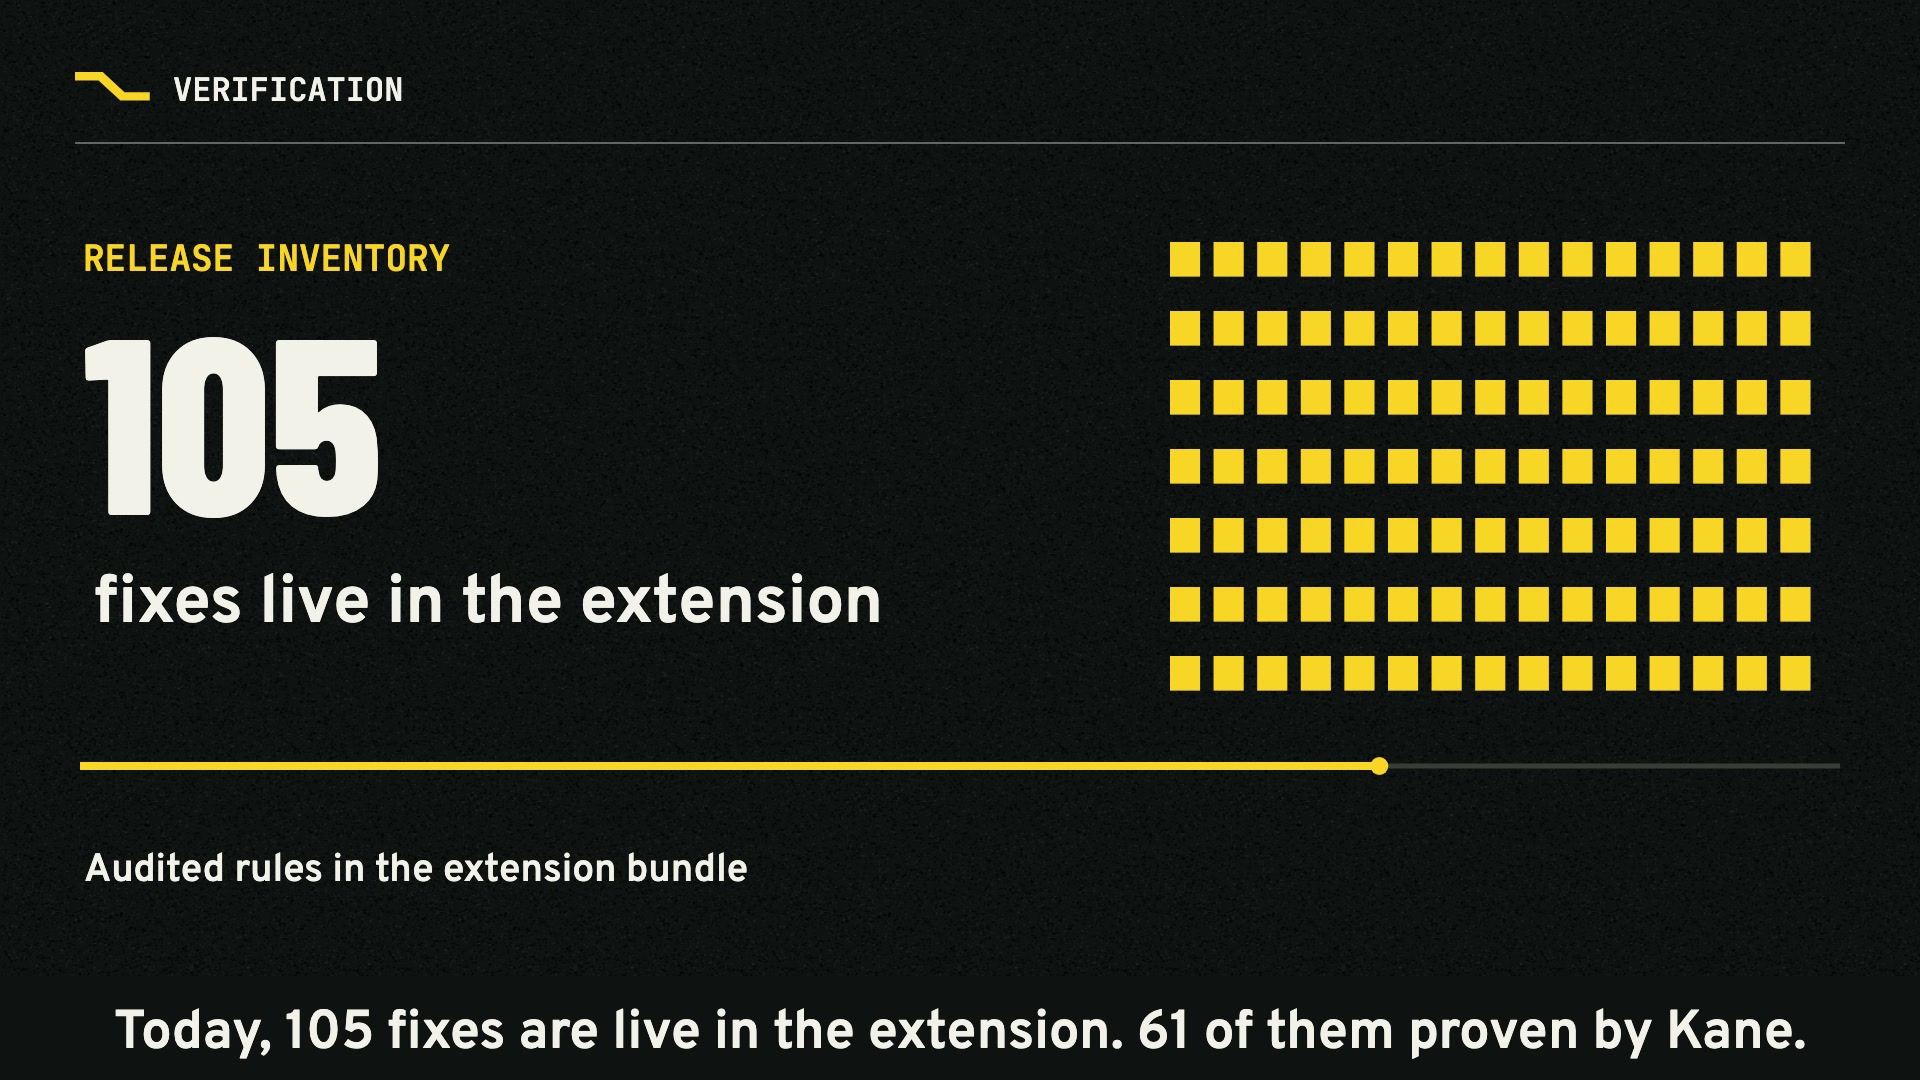 VERIFICATION
RELEASE INVENTORY
105
fixes live in the extension
Audited rules in the extension bundle
Today, 105 fixes are live in the extension. 61 of them proven by Kane.